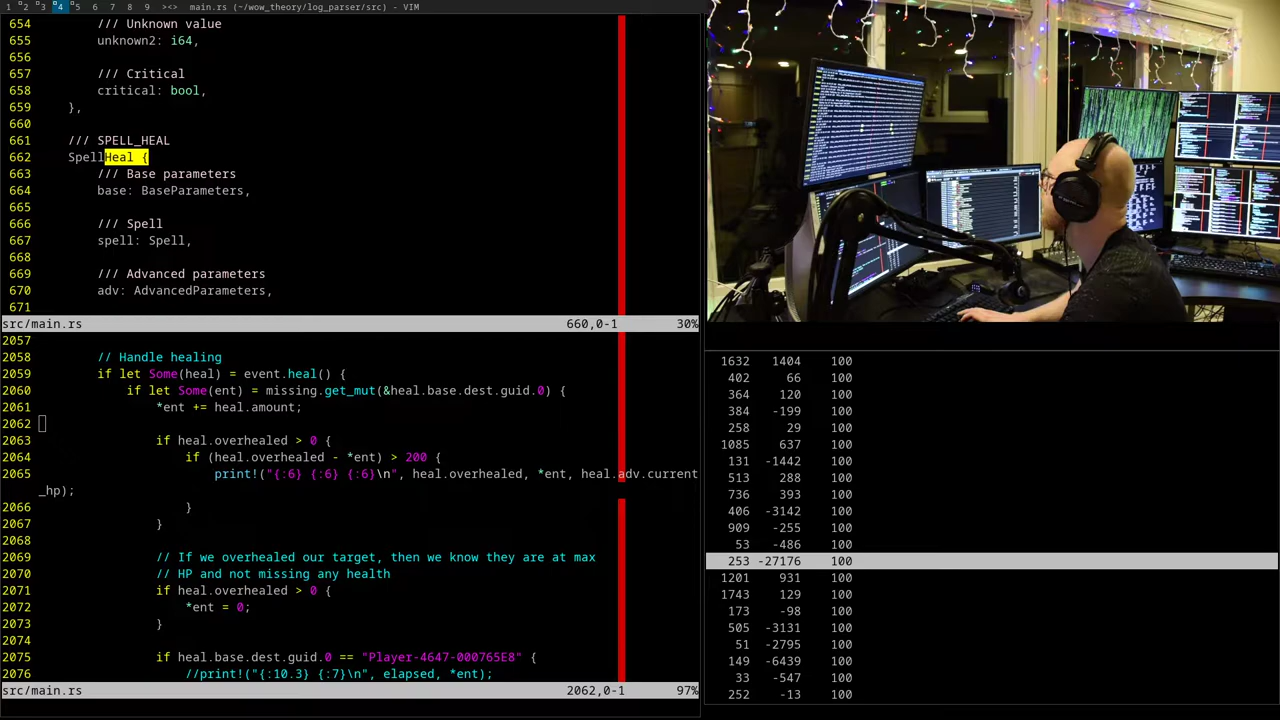 1 2 3 4 5 6 7 8 9 ><> main.rs (~/wow_theory/log_parser/src) - VIM
654 /// Unknown value
655 unknown2: i64,
656
657 /// Critical
658 critical: bool,
659 },
660
661 /// SPELL_HEAL
662 SpellHeal {
663 /// Base parameters
664 base: BaseParameters,
665
666 /// Spell
667 spell: Spell,
668
669 /// Advanced parameters
670 adv: AdvancedParameters,
671
src/main.rs 660,0-1 30%
2057
2058 // Handle healing
2059 if let Some(heal) = event.heal() {
2060 if let Some(ent) = missing.get_mut(&heal.base.dest.guid.0) {
2061 *ent += heal.amount;
2062
2063 if heal.overhealed > 0 {
2064 if (heal.overhealed - *ent) > 200 {
2065 print!("{:6} {:6} {:6}\n", heal.overhealed, *ent, heal.adv.current
_hp);
2066 }
2067 }
2068
2069 // If we overhealed our target, then we know they are at max
2070 // HP and not missing any health
2071 if heal.overhealed > 0 {
2072 *ent = 0;
2073 }
2074
2075 if heal.base.dest.guid.0 == "Player-4647-000765E8" {
2076 //print!("{:10.3} {:7}\n", elapsed, *ent);
src/main.rs 2062,0-1 97%
1632 1404 100
402 66 100
364 120 100
384 -199 100
258 29 100
1085 637 100
131 -1442 100
513 288 100
736 393 100
406 -3142 100
909 -255 100
53 -486 100
253 -27176 100
1201 931 100
1743 129 100
173 -98 100
505 -3131 100
51 -2795 100
149 -6439 100
33 -547 100
252 -13 100